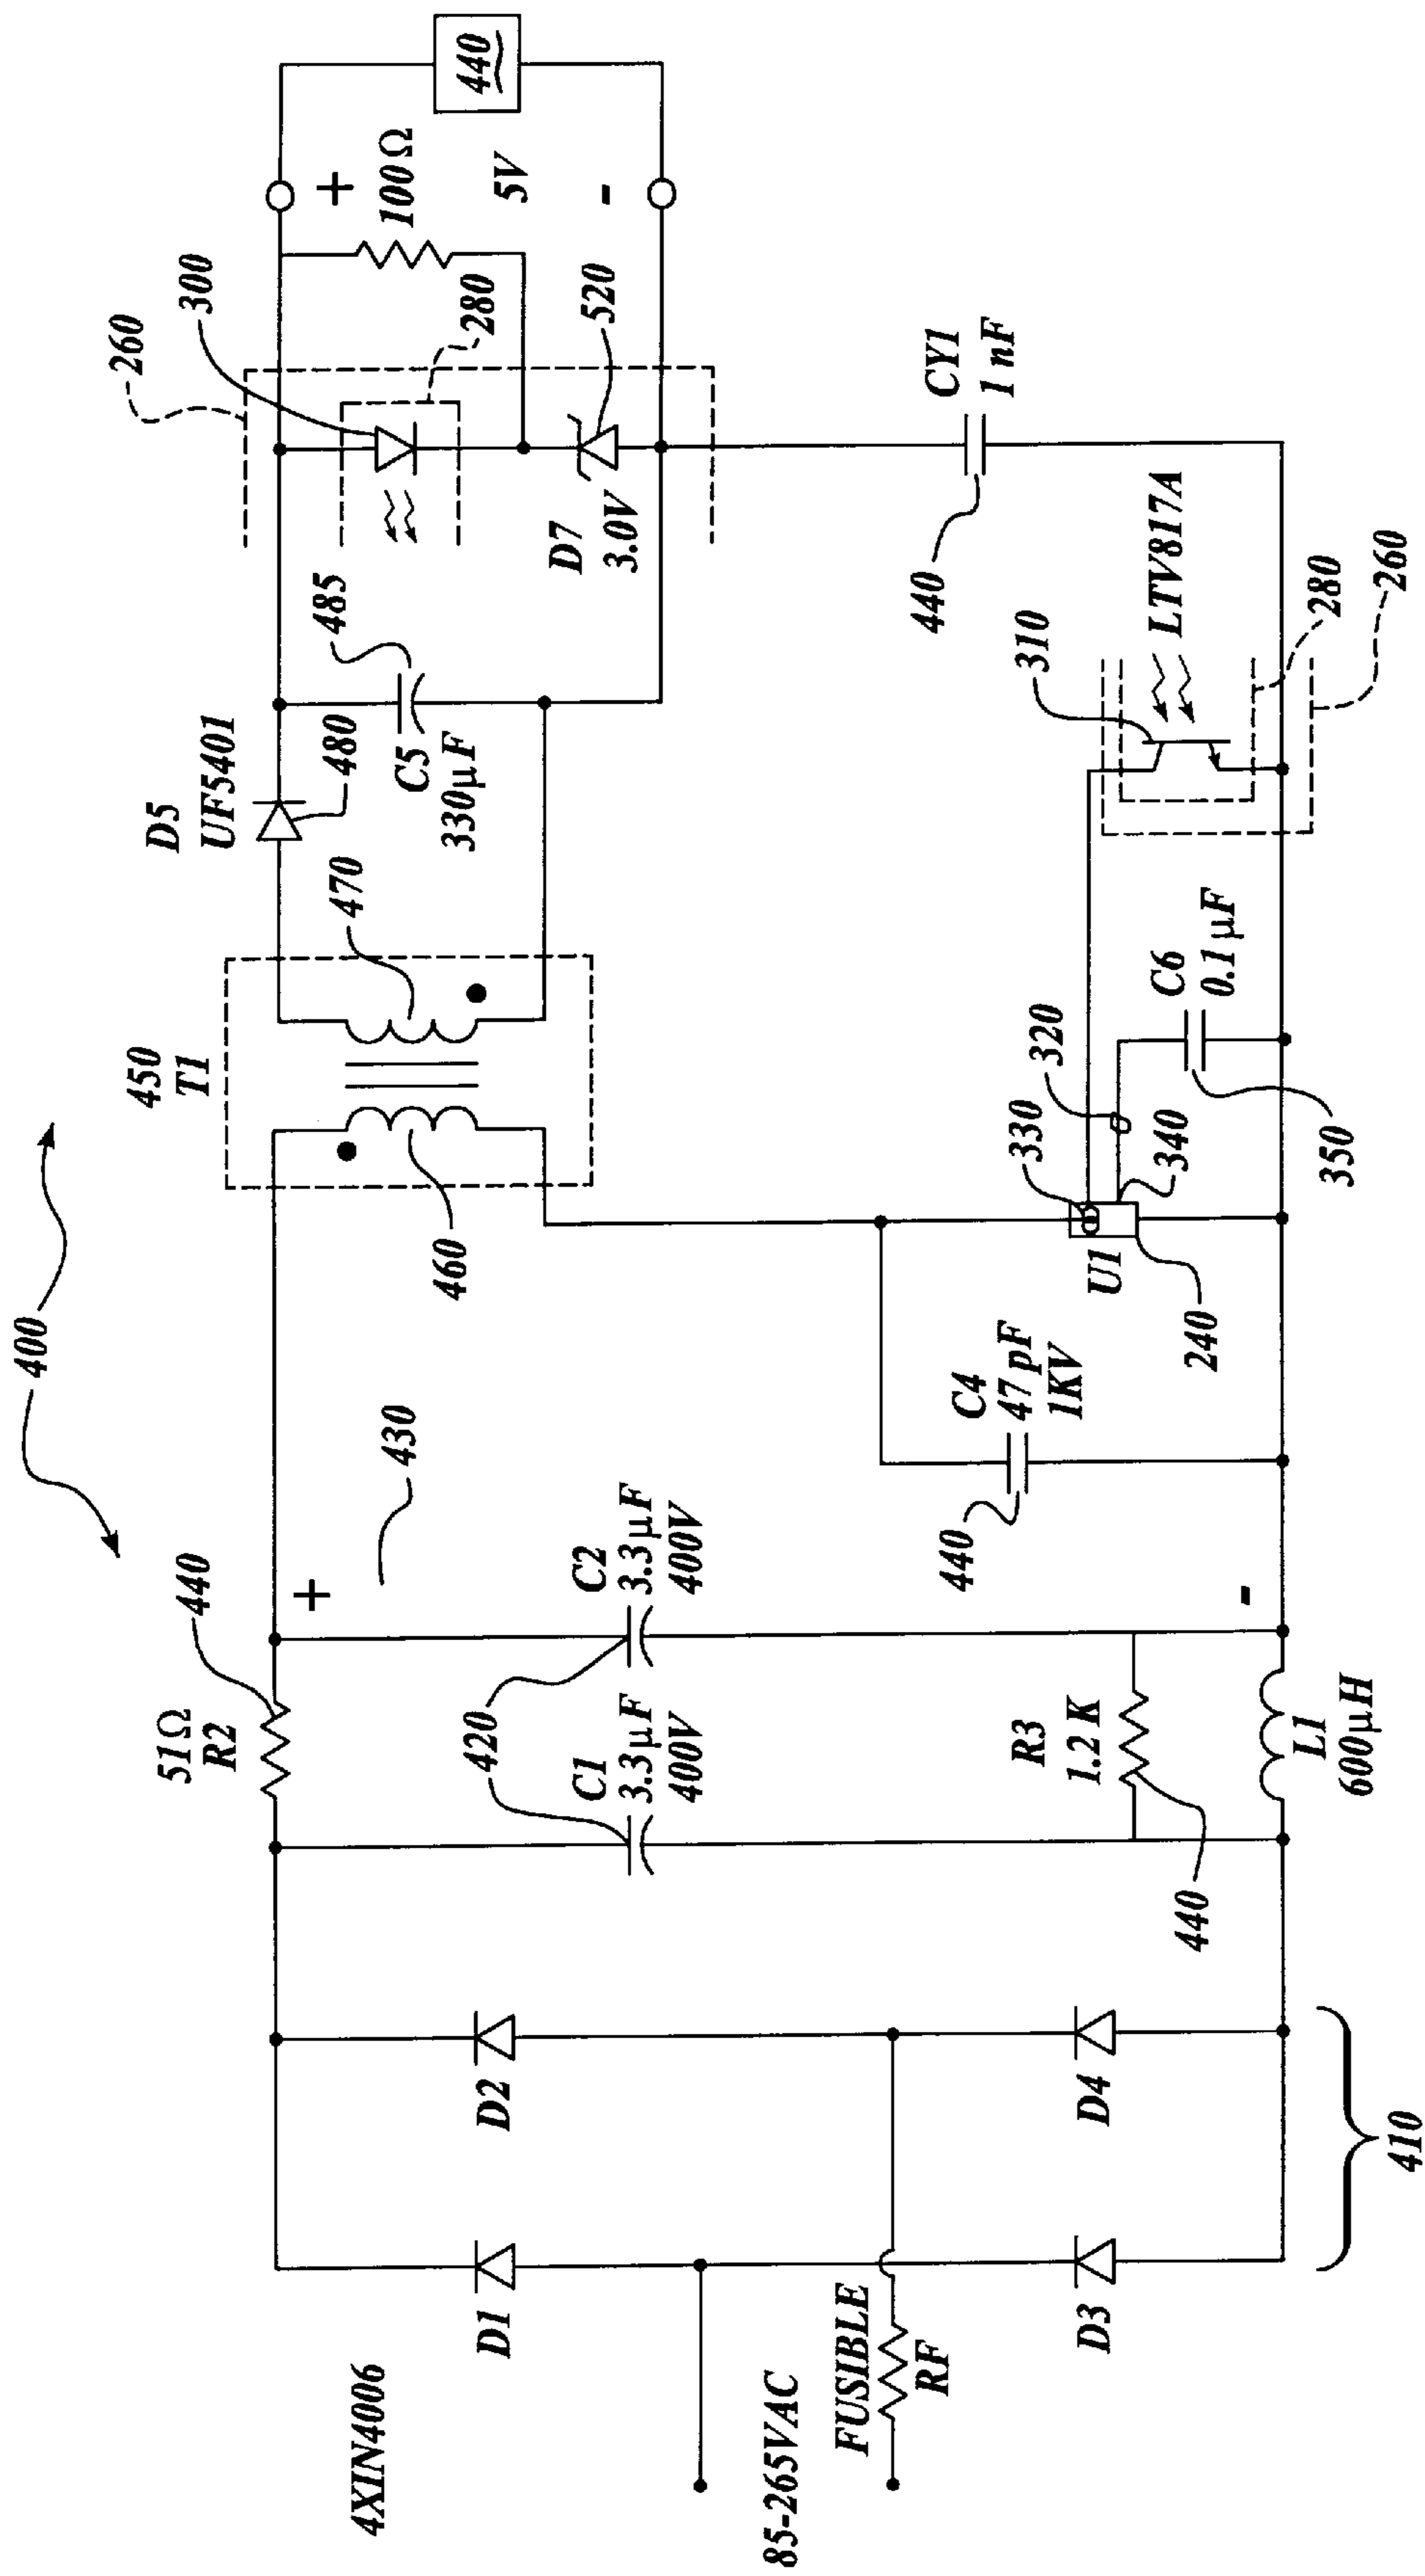 400
4XIN4006
85-265VAC
FUSIBLE
RF
D1
D2
D3
D4
410
51Ω
R2
440
420
C1
3.3µF
400V
C2
3.3µF
400V
R3
1.2 K
440
L1
600µH
+
-
430
440
C4
47 pF
1KV
450
T1
460
470
U1
240
330
320
340
350
C6
0.1µF
D5
UF5401
480
485
C5
330µF
310
LTV817A
280
260
440
CY1
1 nF
260
300
280
D7
3.0V
520
100Ω
+
5V
-
440